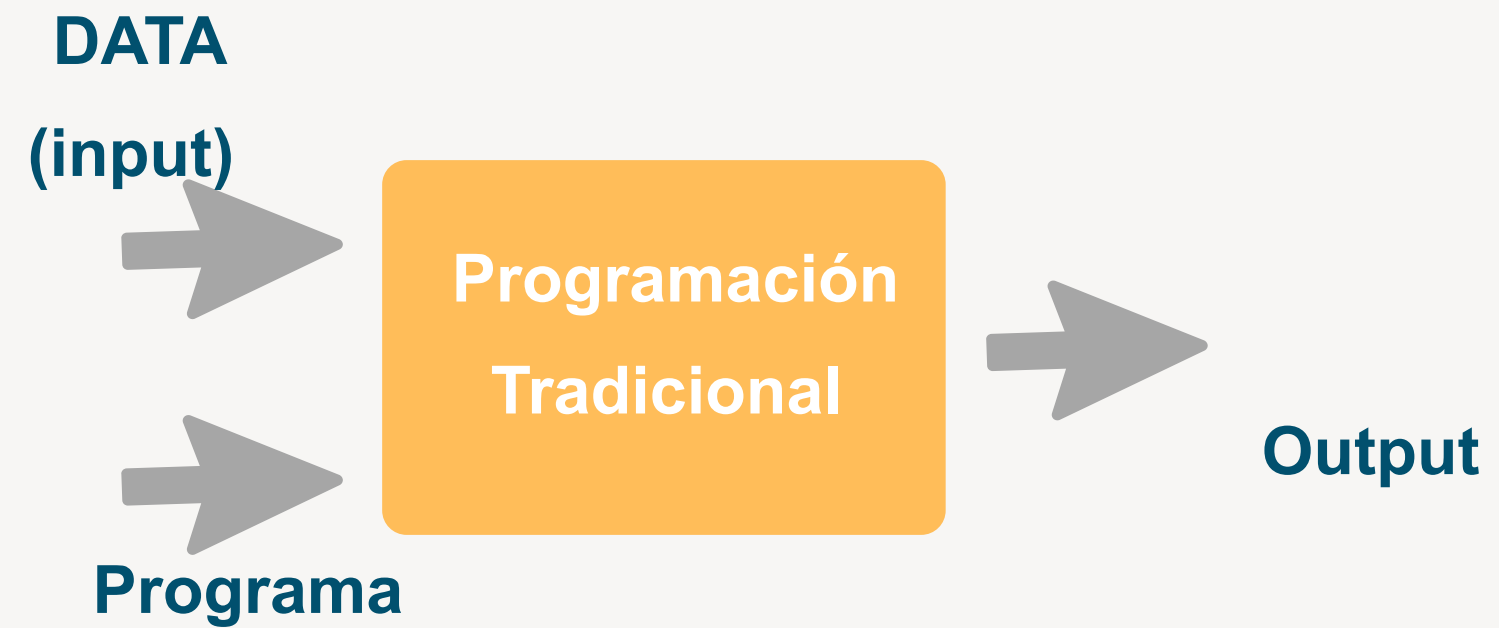 DATA
(input)
Programación
Tradicional
Output
Programa